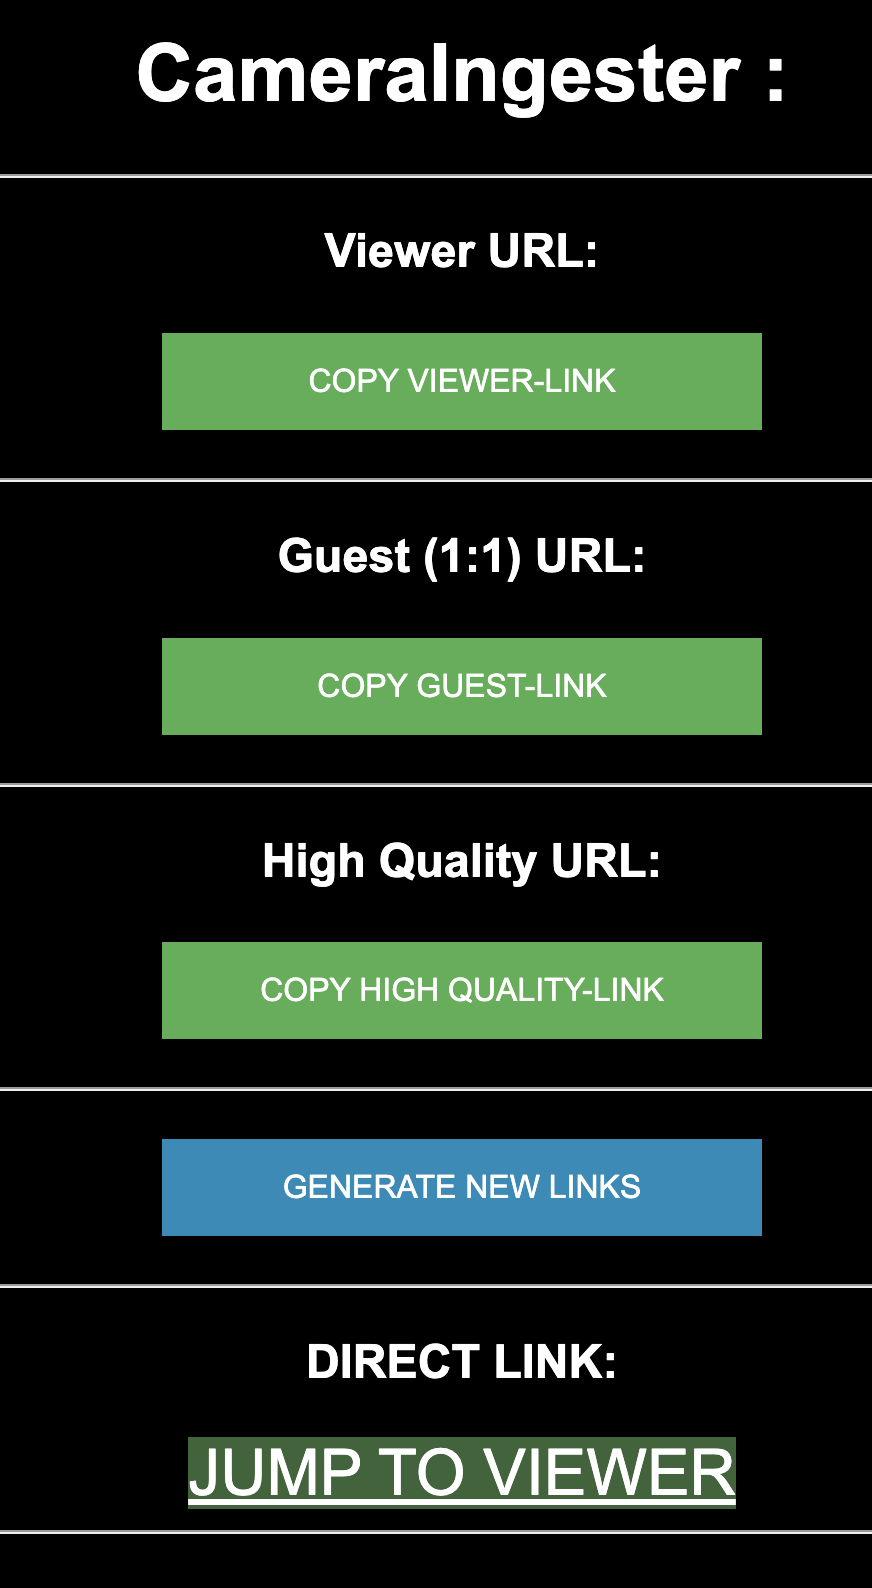 CameraIngester :
Viewer URL:
COPY VIEWER-LINK
Guest (1:1) URL:
COPY GUEST-LINK
High Quality URL:
COPY HIGH QUALITY-LINK
GENERATE NEW LINKS
DIRECT LINK:
JUMP TO VIEWER